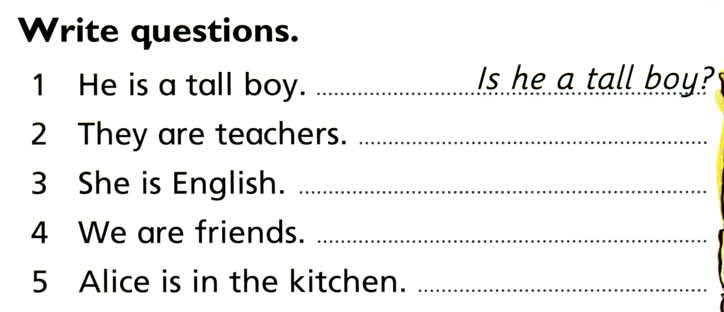 Write questions.
1 He is a tall boy. Is he a tall boy?
2 They are teachers.
3 She is English.
4 We are friends.
5 Alice is in the kitchen.